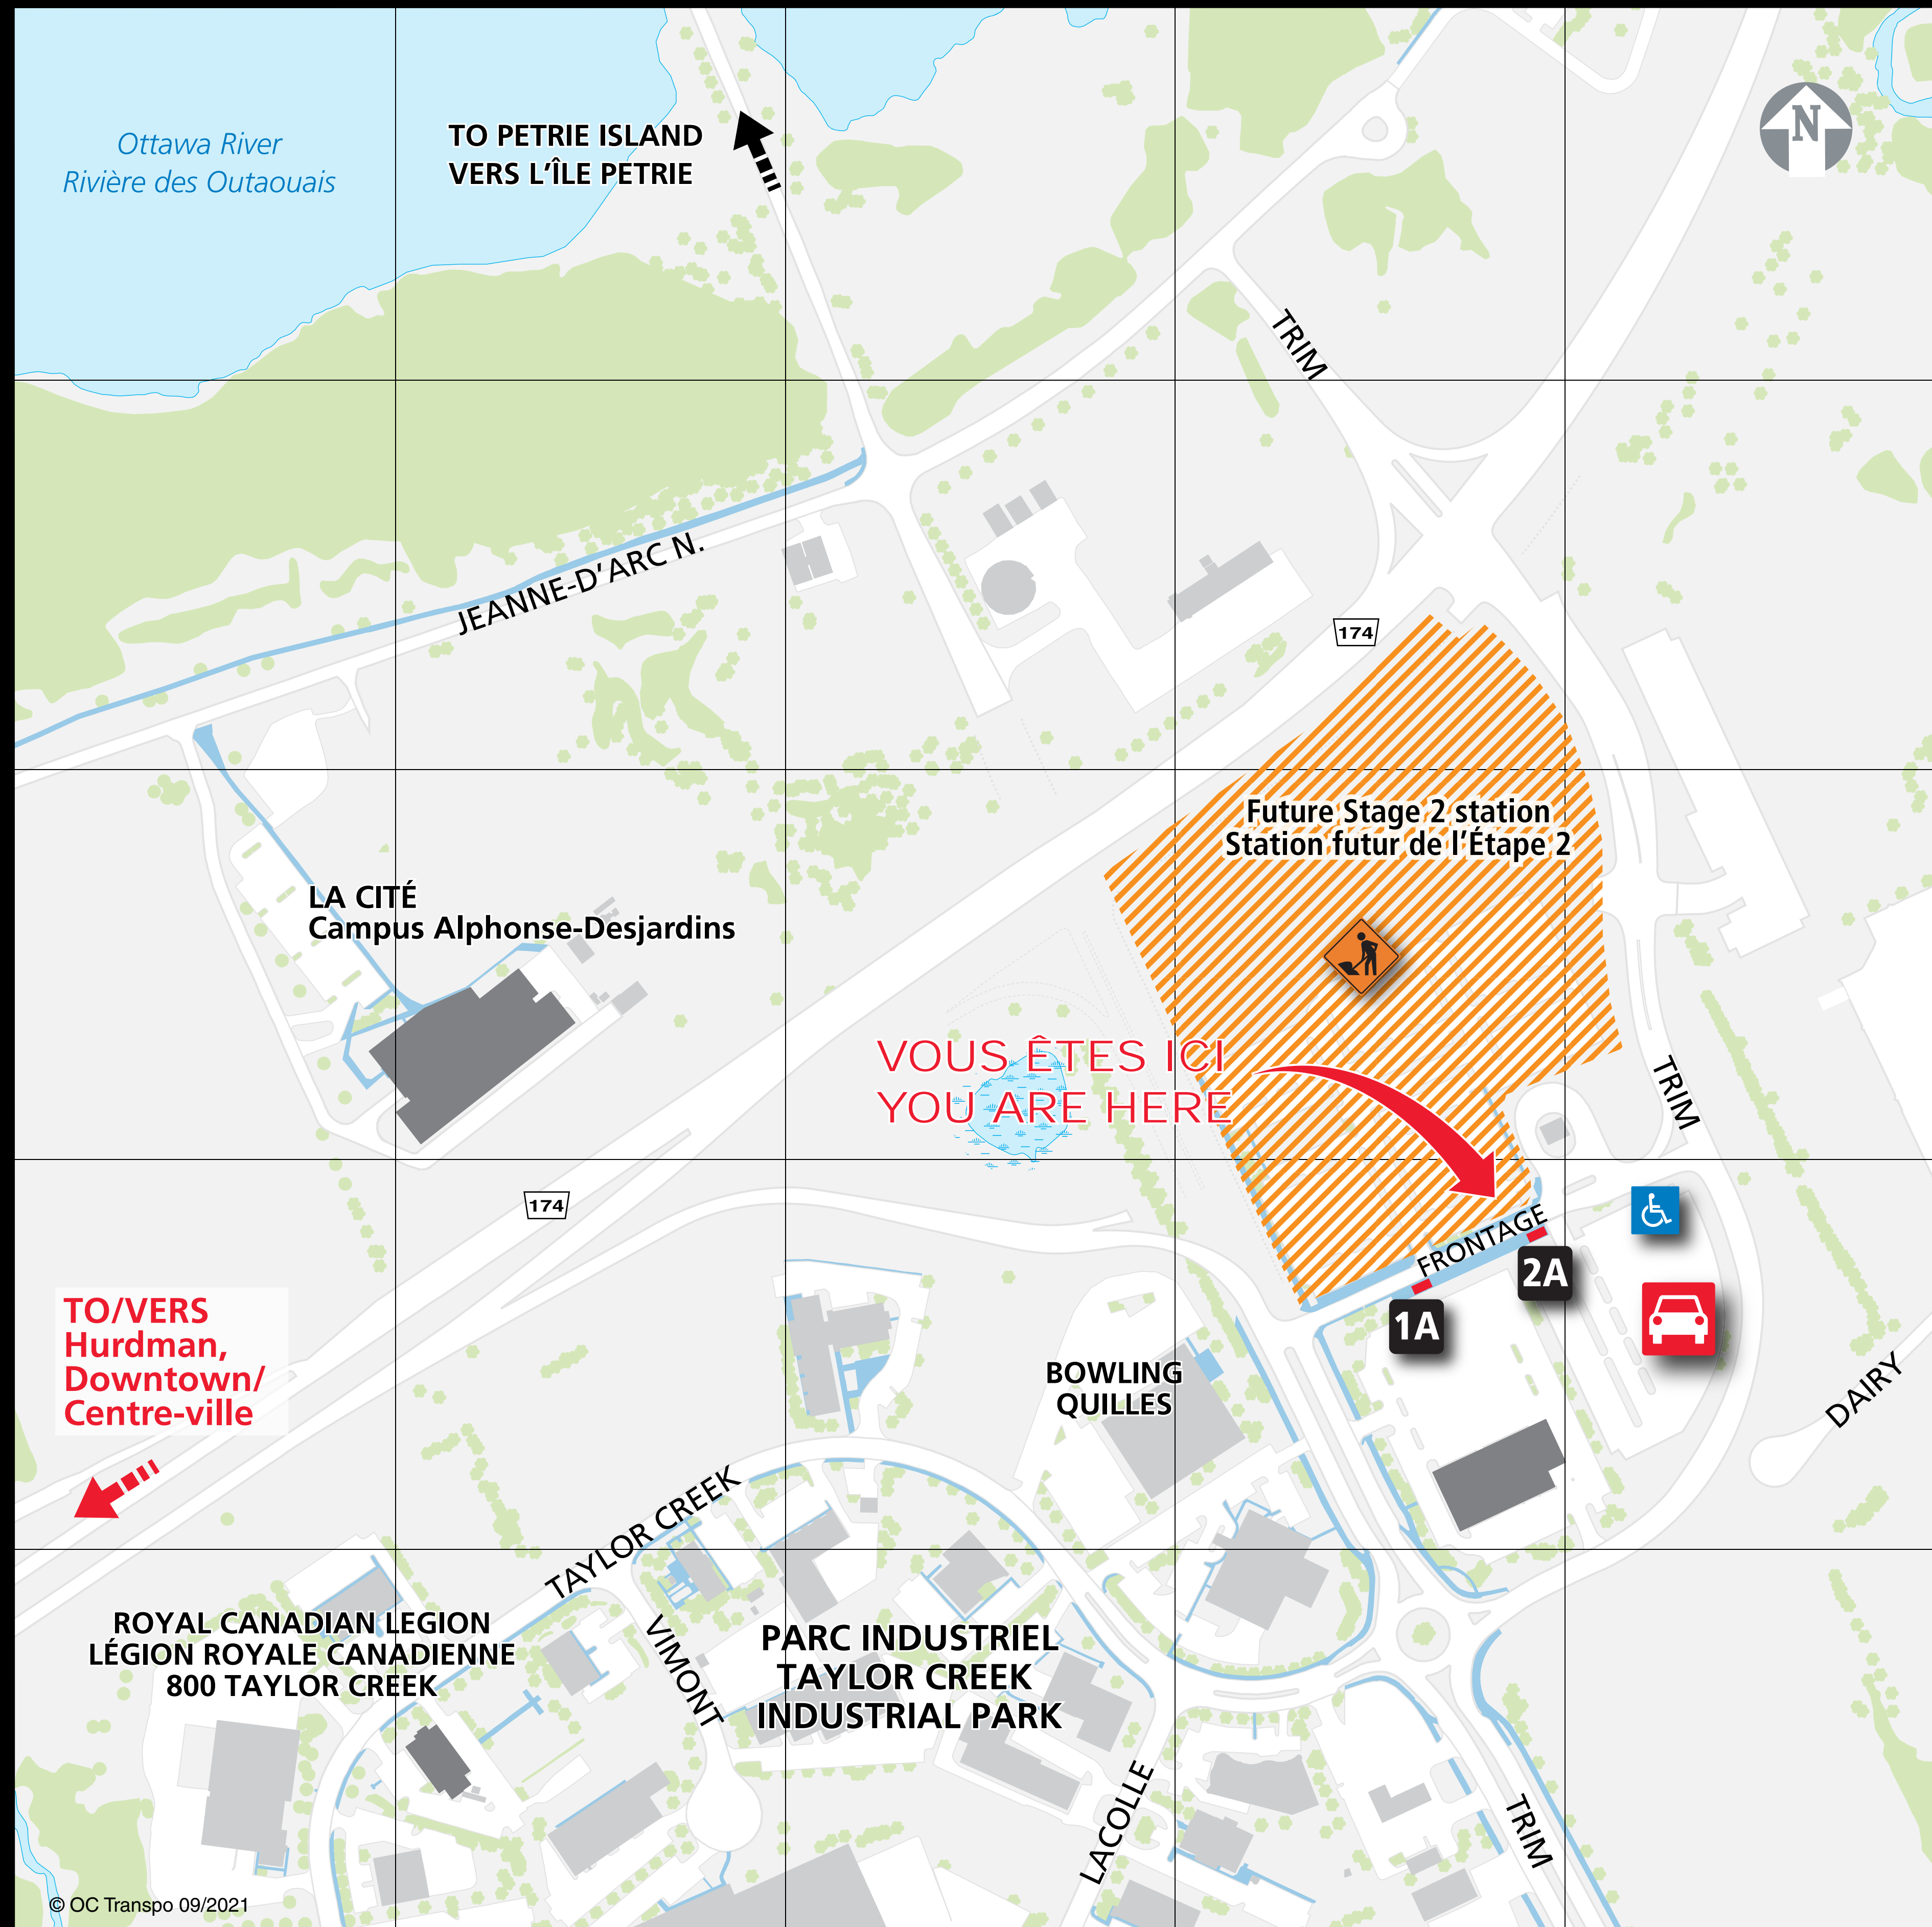 Ottawa River
Rivière des Outaouais
TO PETRIE ISLAND
VERS L'ÎLE PETRIE
N
TRIM
JEANNE-D'ARC N.
174
Future Stage 2 station
Station futur de l'Étape 2
LA CITÉ
Campus Alphonse-Desjardins
VOUS ÊTES ICI
YOU ARE HERE
TRIM
174
FRONTAGE
2A
1A
TO/VERS
Hurdman,
Downtown/
Centre-ville
BOWLING
QUILLES
DAIRY
TAYLOR CREEK
ROYAL CANADIAN LEGION
LÉGION ROYALE CANADIENNE
800 TAYLOR CREEK
VIMONT
PARC INDUSTRIEL
TAYLOR CREEK
INDUSTRIAL PARK
LACOLLE
TRIM
© OC Transpo 09/2021